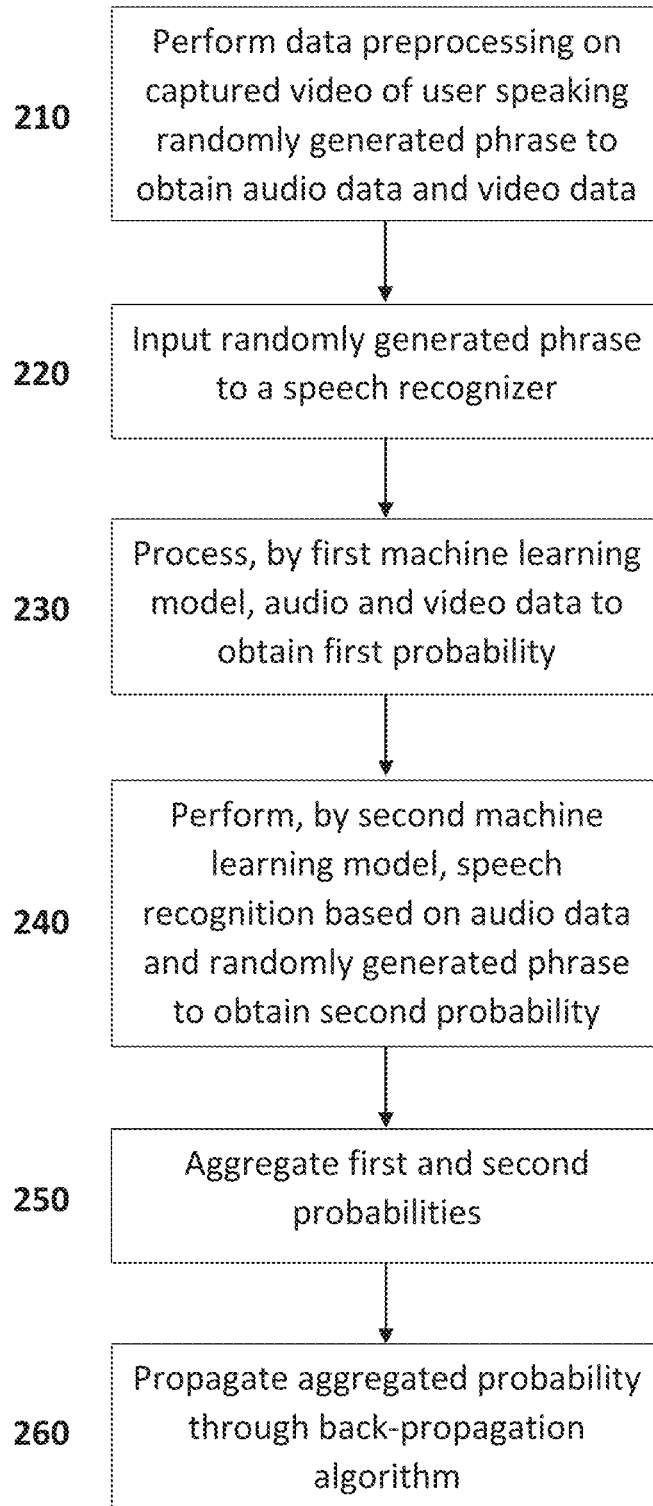 210
Perform data preprocessing on
captured video of user speaking
randomly generated phrase to
obtain audio data and video data
220
Input randomly generated phrase
to a speech recognizer
230
Process, by first machine learning
model, audio and video data to
obtain first probability
240
Perform, by second machine
learning model, speech
recognition based on audio data
and randomly generated phrase
to obtain second probability
250
Aggregate first and second
probabilities
260
Propagate aggregated probability
through back-propagation
algorithm